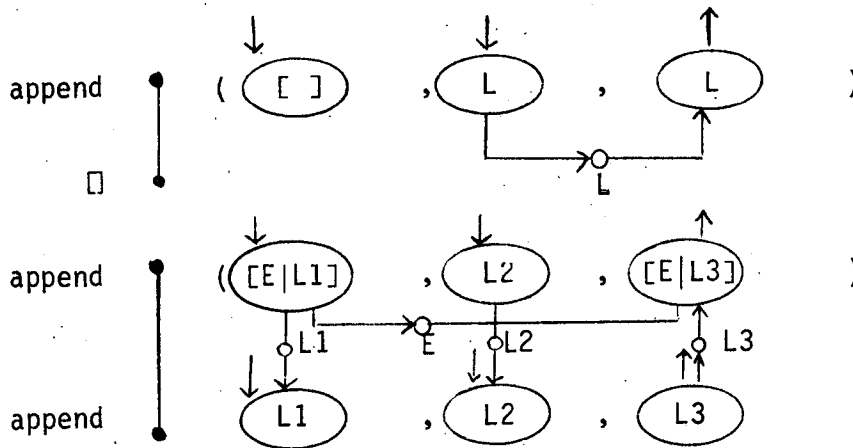 append ( [ ] , L , L )
L
[]
append ( [E|L1] , L2 , [E|L3] )
L1 E L2 L3
append L1 , L2 , L3